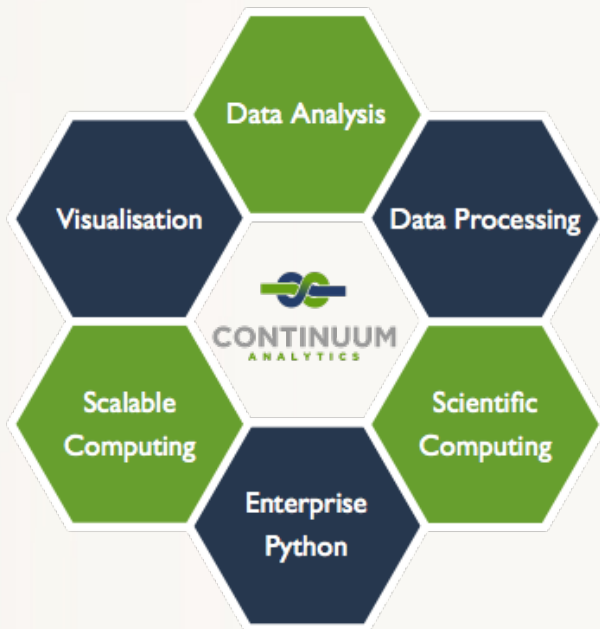 Data Analysis
Visualisation
Data Processing
CONTINUUM
ANALYTICS
Scalable
Computing
Scientific
Computing
Enterprise
Python